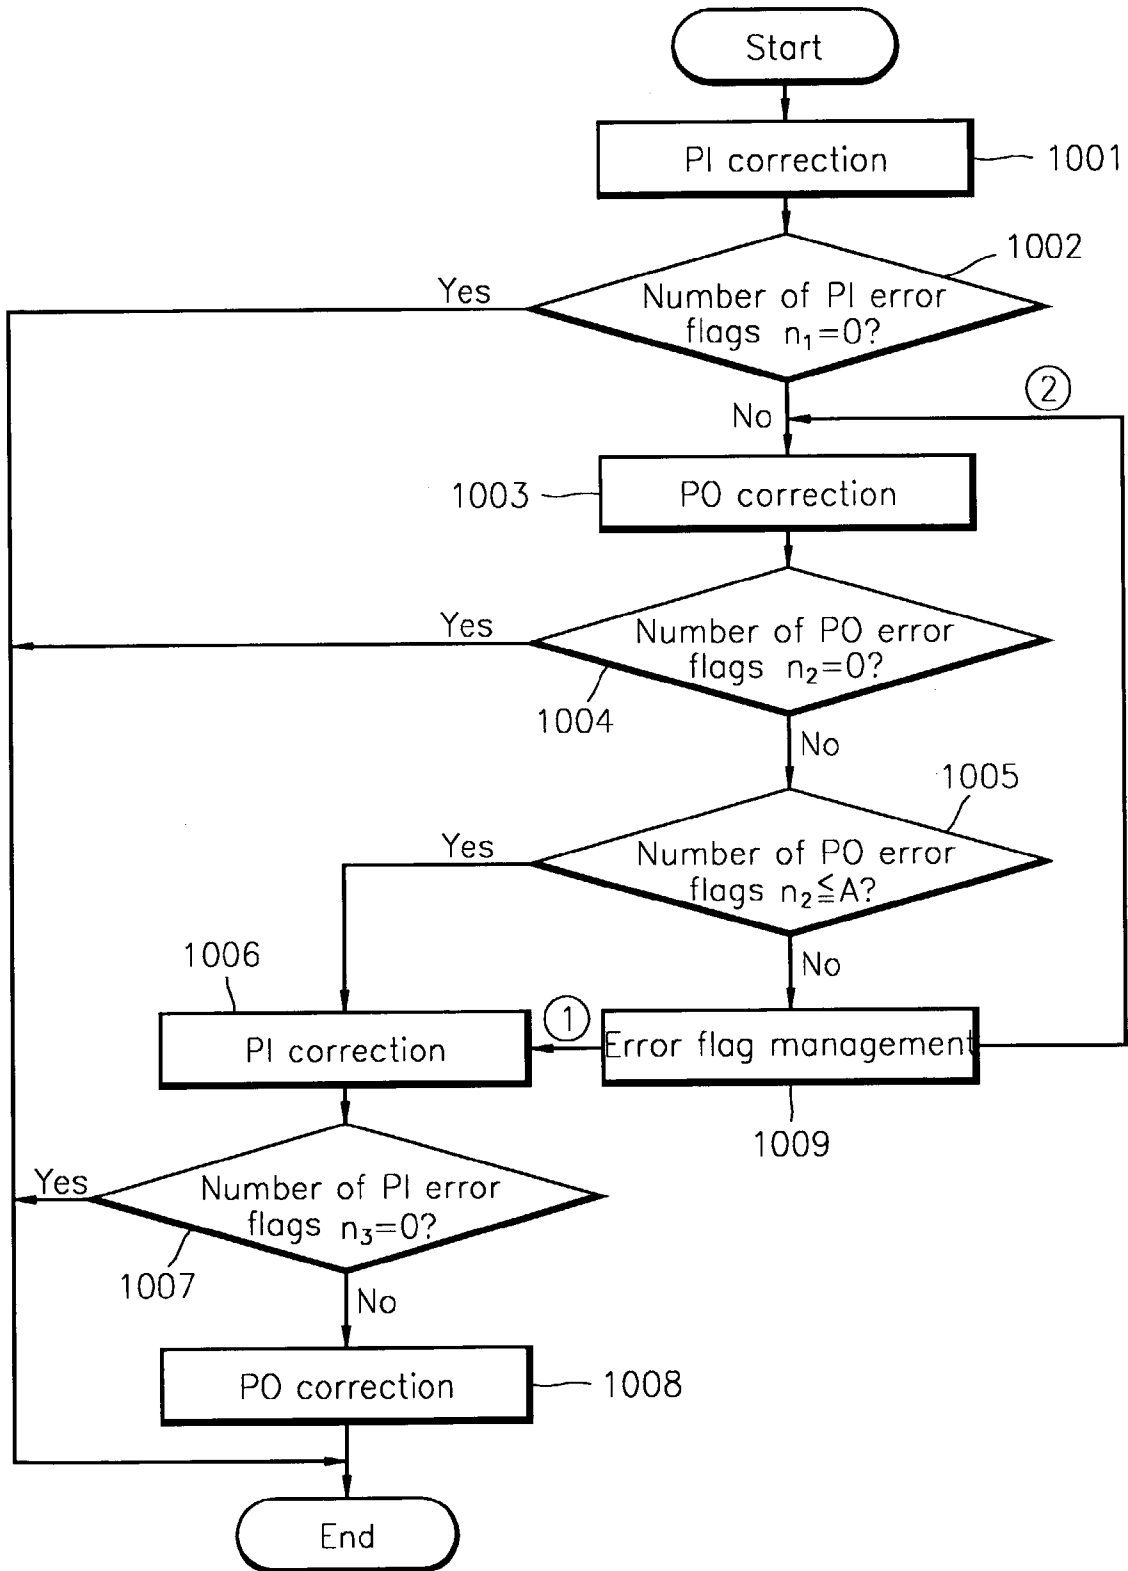 Start
PI correction
1001
1002
Yes
Number of PI error
flags n₁=0?
②
No
PO correction
1003
Yes
Number of PO error
flags n₂=0?
1004
No
1005
Yes
Number of PO error
flags n₂≦A?
No
1006
①
PI correction
Error flag management
1009
Yes
Number of PI error
flags n₃=0?
1007
No
PO correction
1008
End